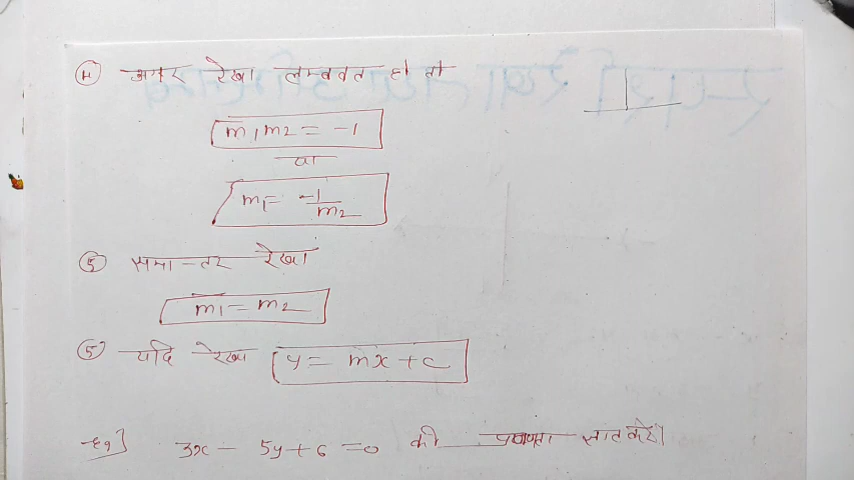 ④ अगर रेखा लम्बवत हो तो
m₁m₂ = -1
या
m₁ = -1/m₂
⑤ समान्तर रेखा
m₁ = m₂
⑤ यदि रेखा y = mx + c
eg] 3x - 5y + 6 = 0 की प्रवणता ज्ञात करें।